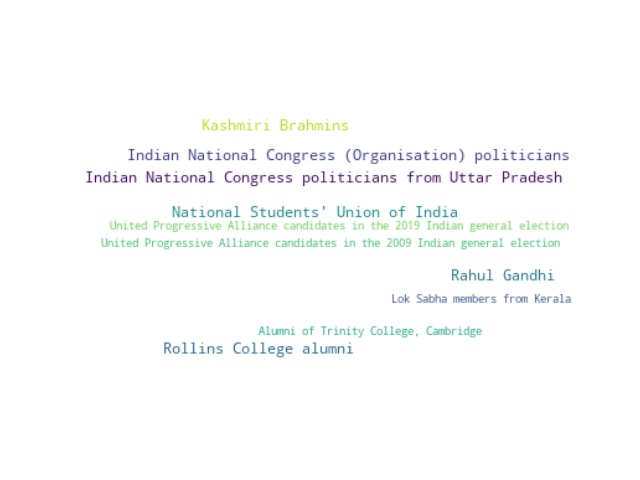 Kashmiri Brahmins
Indian National Congress (Organisation) politicians
Indian National Congress politicians from Uttar Pradesh
National Students' Union of India
United Progressive Alliance candidates in the 2019 Indian general election
United Progressive Alliance candidates in the 2009 Indian general election
Rahul Gandhi
Lok Sabha members from Kerala
Alumni of Trinity College, Cambridge
Rollins College alumni